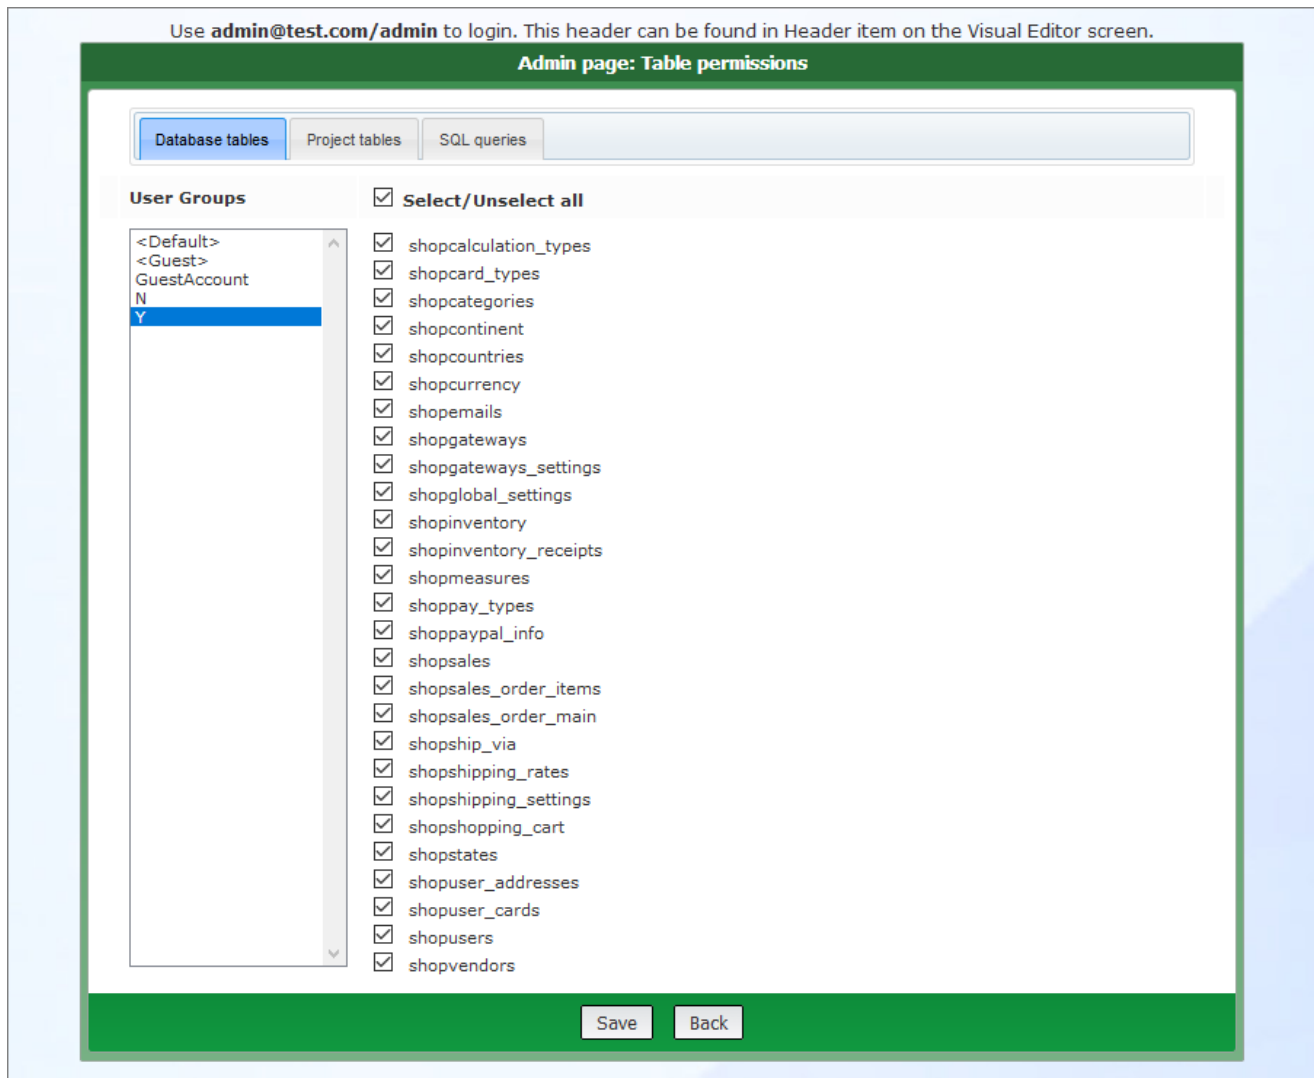 Use admin@test.com/admin to login. This header can be found in Header item on the Visual Editor screen.
Admin page: Table permissions
Database tables Project tables SQL queries
User Groups
Select/Unselect all
<Default>
<Guest>
GuestAccount
N
Y
shopcalculation_types
shopcard_types
shopcategories
shopcontinent
shopcountries
shopcurrency
shopemails
shopgateways
shopgateways_settings
shopglobal_settings
shopinventory
shopinventory_receipts
shopmeasures
shoppay_types
shoppaypal_info
shopsales
shopsales_order_items
shopsales_order_main
shopship_via
shopshipping_rates
shopshipping_settings
shopshopping_cart
shopstates
shopuser_addresses
shopuser_cards
shopusers
shopvendors
Save Back